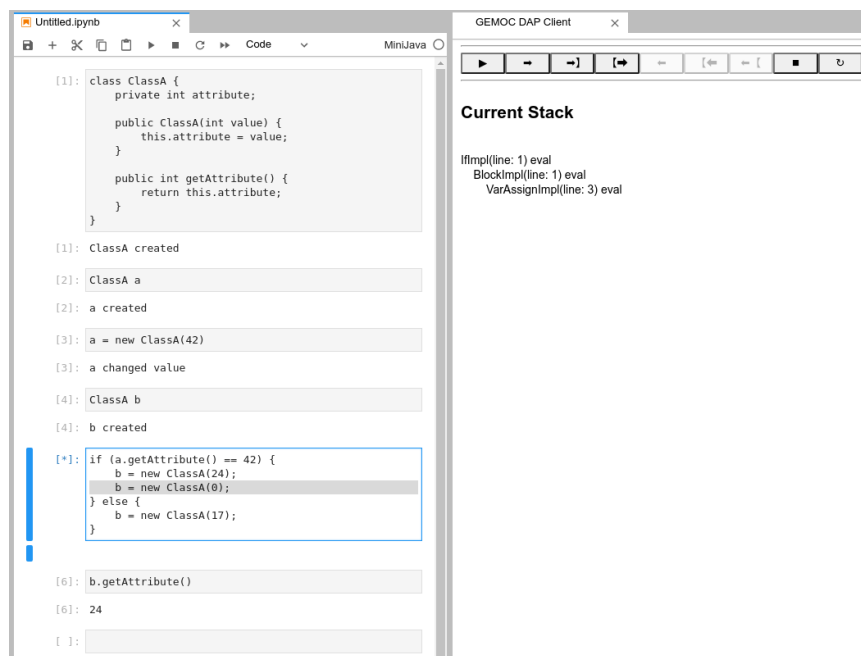 Untitled.ipynb
Code
MiniJava
[1]: class ClassA {
    private int attribute;
    public ClassA(int value) {
        this.attribute = value;
    }
    public int getAttribute() {
        return this.attribute;
    }
}
[1]: ClassA created
[2]: ClassA a
[2]: a created
[3]: a = new ClassA(42)
[3]: a changed value
[4]: ClassA b
[4]: b created
[*]: if (a.getAttribute() == 42) {
    b = new ClassA(24);
    b = new ClassA(0);
} else {
    b = new ClassA(17);
}
[6]: b.getAttribute()
[6]: 24
[ ]:
GEMOC DAP Client
Current Stack
IfImpl(line: 1) eval
BlockImpl(line: 1) eval
VarAssignImpl(line: 3) eval